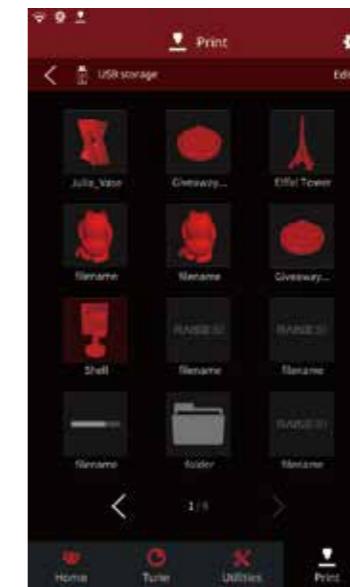 Print
USB storage
Edi
Julia_Vase
Giveaway...
Eiffel Tower
filename
filename
Giveaway...
Shell
filename
filename
filename
folder
filename
1/6
Home
Tune
Utilities
Print